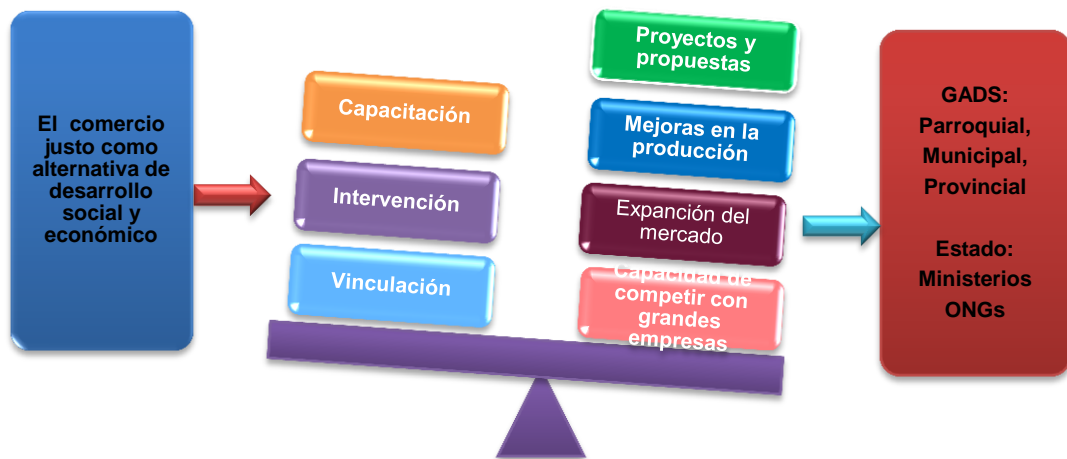 El comercio
justo como
alternativa de
desarrollo
social y
económico
Capacitación
Intervención
Vinculación
Proyectos y
propuestas
Mejoras en la
producción
Expanción del
mercado
Capacidad de
competir con
grandes
empresas
GADS:
Parroquial,
Municipal,
Provincial
Estado:
Ministerios
ONGs